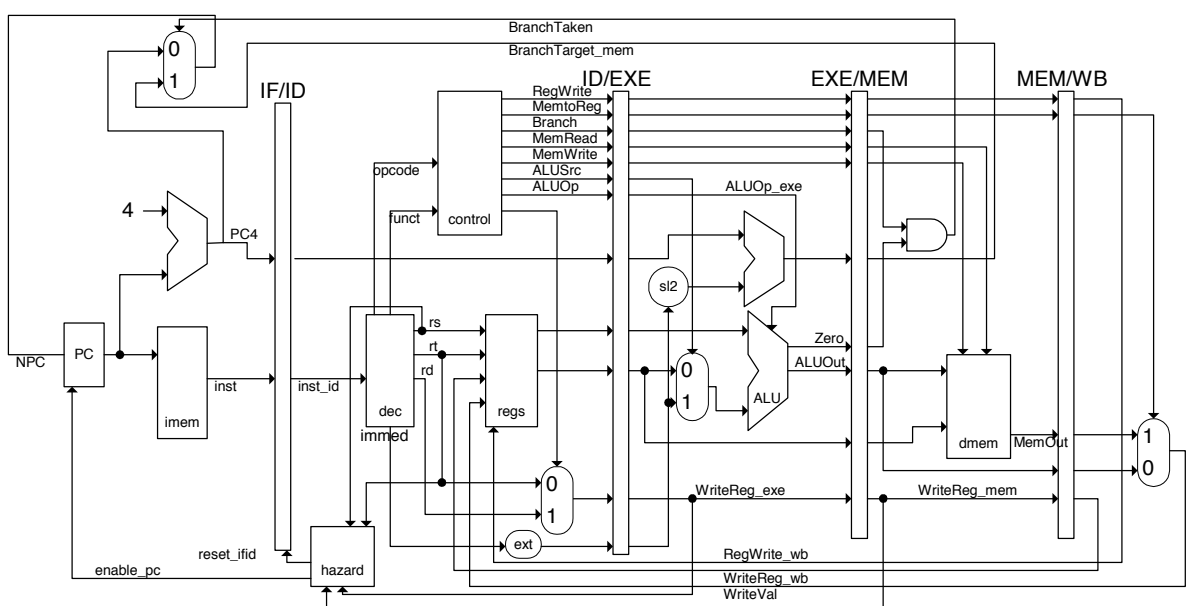 BranchTaken
0
BranchTarget_mem
1
IF/ID
ID/EXE
EXE/MEM
MEM/WB
RegWrite
MemtoReg
Branch
MemRead
MemWrite
opcode
ALUSrc
ALUOp
ALUOp_exe
4
funct
control
PC4
sl2
rs
Zero
PC
rt
NPC
ALUOut
rd
0
inst
inst_id
1
ALU
dec
regs
imem
immed
dmem
MemOut
1
0
0
WriteReg_exe
WriteReg_mem
1
ext
reset_ifid
RegWrite_wb
enable_pc
hazard
WriteReg_wb
WriteVal